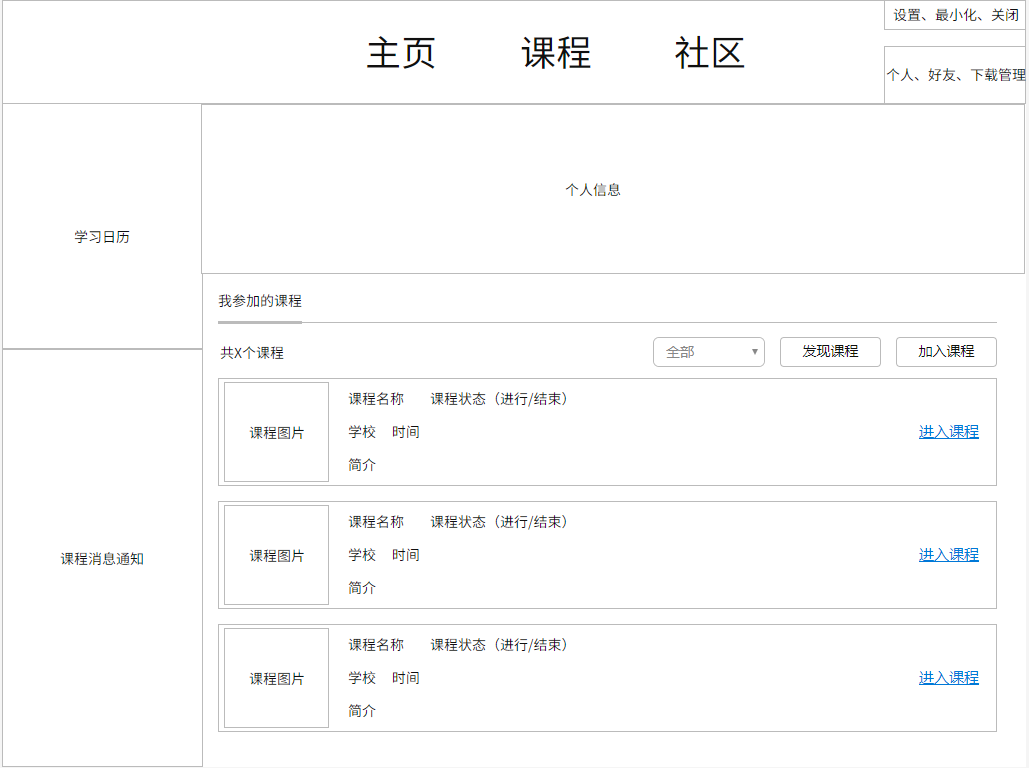 设置、最小化、关闭
主页 课程 社区
个人、好友、下载管理
个人信息
学习日历
我参加的课程
共X个课程 全部 发现课程 加入课程
课程名称 课程状态（进行/结束）
课程图片 学校 时间 进入课程
简介
课程名称 课程状态（进行/结束）
课程图片 学校 时间 进入课程
简介
课程消息通知
课程名称 课程状态（进行/结束）
课程图片 学校 时间 进入课程
简介